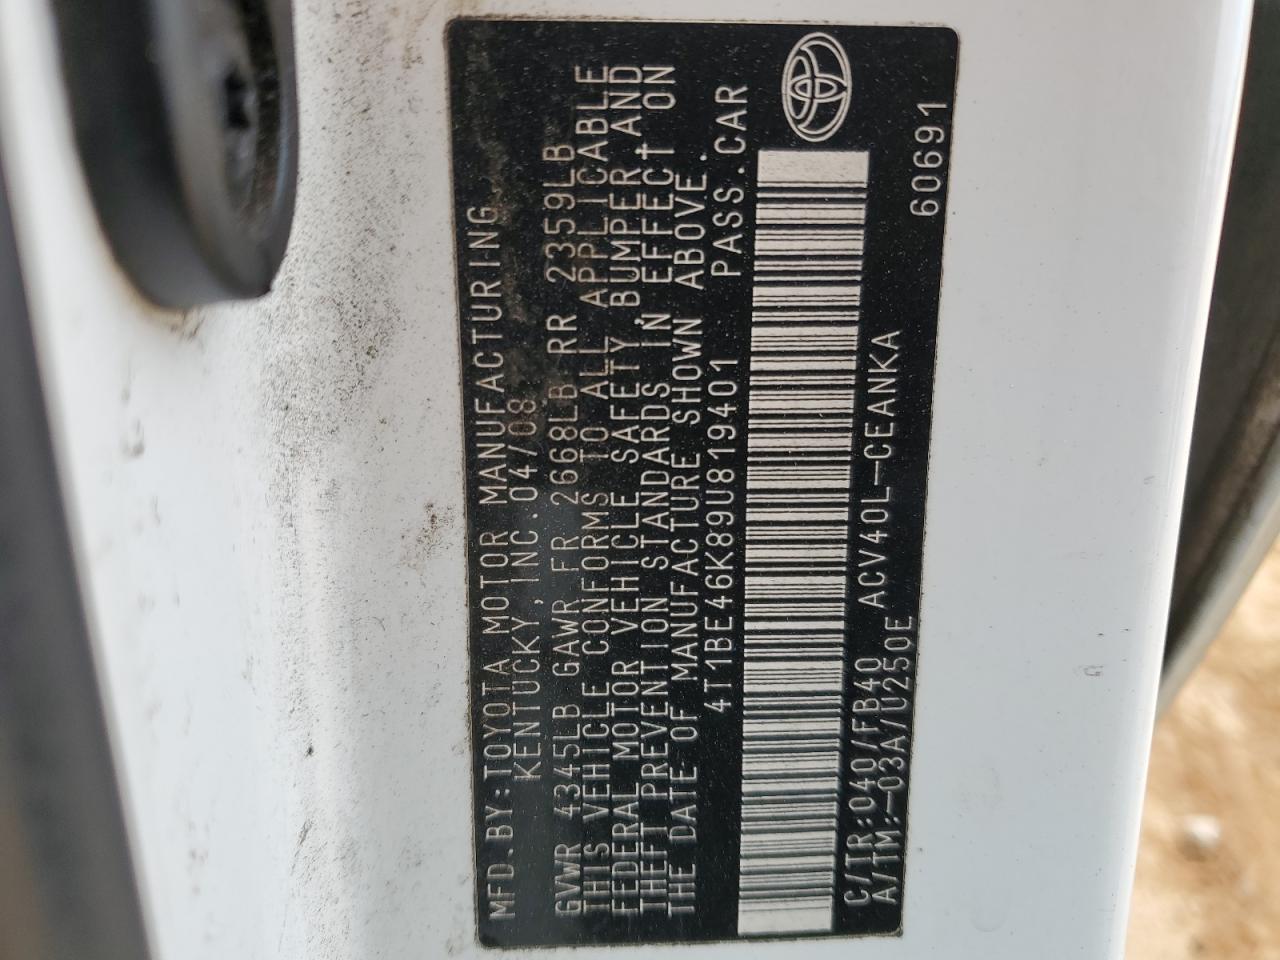 MFD.BY:TOYOTA MOTOR MANUFACTURING
KENTUCKY,INC.04/08
GVWR 4345LB GAWR FR 2668LB RR 2359LB
THIS VEHICLE CONFORMS TO ALL APPLICABLE
FEDERAL MOTOR VEHICLE SAFETY,BUMPER,AND
THEFT PREVENTION STANDARDS IN EFFECT ON
THE DATE OF MANUFACTURE SHOWN ABOVE.
4T1BE46K89U819401 PASS.CAR
C/TR:040/FB40 ACV40L-CEANKA
A/TM:-03A/U250E 60691